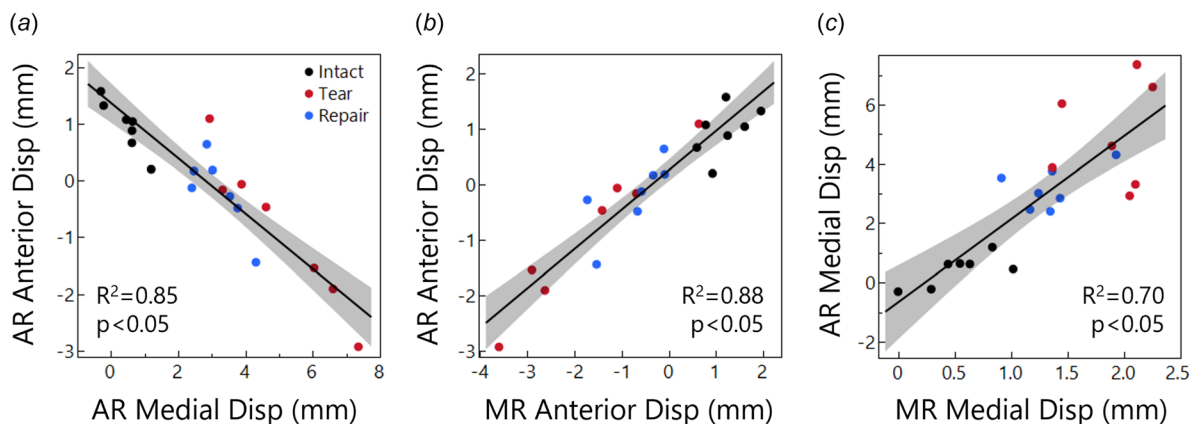 (a)
AR Anterior Disp (mm)
2
1
0
-1
-2
-3
Intact
Tear
Repair
R²=0.85
p<0.05
0 2 4 6 8
AR Medial Disp (mm)
(b)
AR Anterior Disp (mm)
2
1
0
-1
-2
-3
R²=0.88
p<0.05
-4 -3 -2 -1 0 1 2
MR Anterior Disp (mm)
(c)
AR Medial Disp (mm)
6
4
2
0
-2
R²=0.70
p<0.05
0 0.5 1.0 1.5 2.0 2.5
MR Medial Disp (mm)